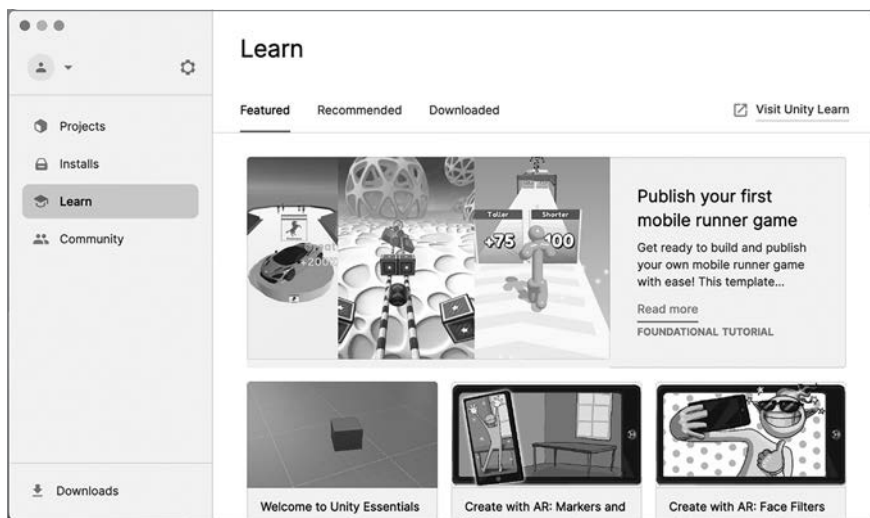 Learn
Featured Recommended Downloaded
Visit Unity Learn
Projects
Installs
Learn
Community
Downloads
Taller Shorter
+75 -100
Great
+200%
Publish your first
mobile runner game
Get ready to build and publish
your own mobile runner game
with ease! This template...
Read more
FOUNDATIONAL TUTORIAL
Welcome to Unity Essentials
Create with AR: Markers and
Create with AR: Face Filters